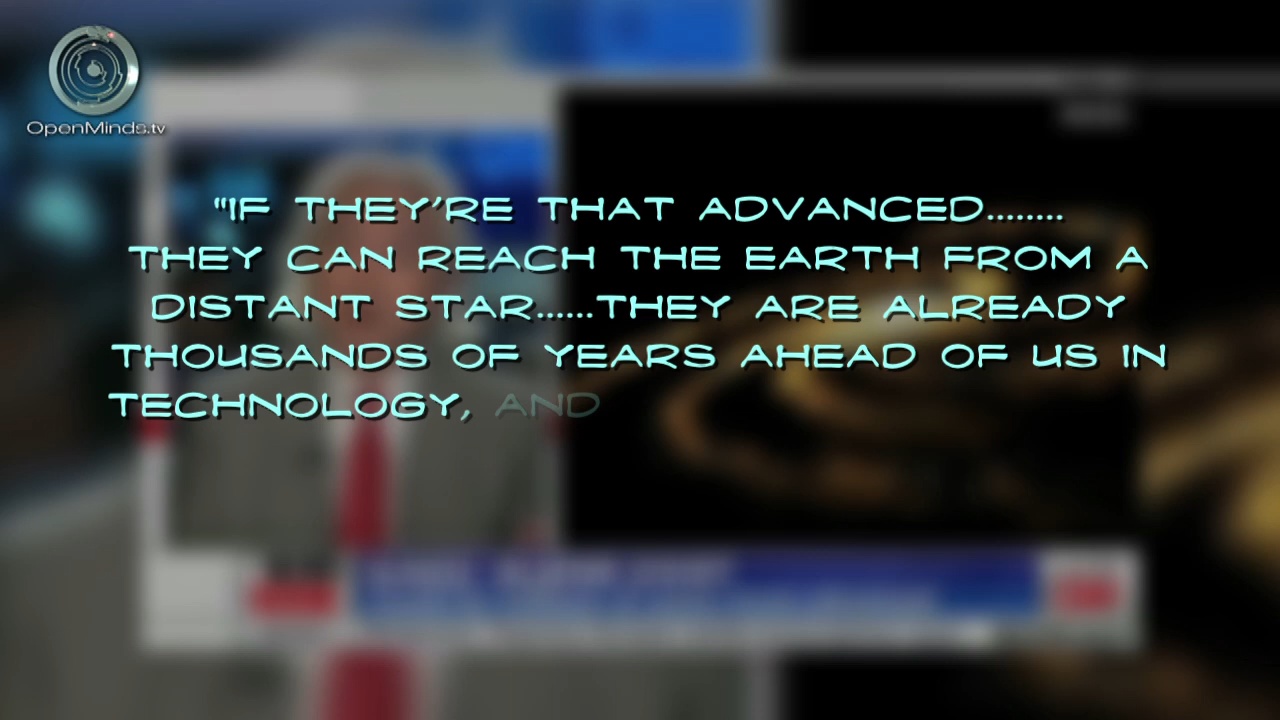 OpenMinds.tv
"IF THEY'RE THAT ADVANCED........
THEY CAN REACH THE EARTH FROM A
DISTANT STAR......THEY ARE ALREADY
THOUSANDS OF YEARS AHEAD OF US IN
TECHNOLOGY, AND